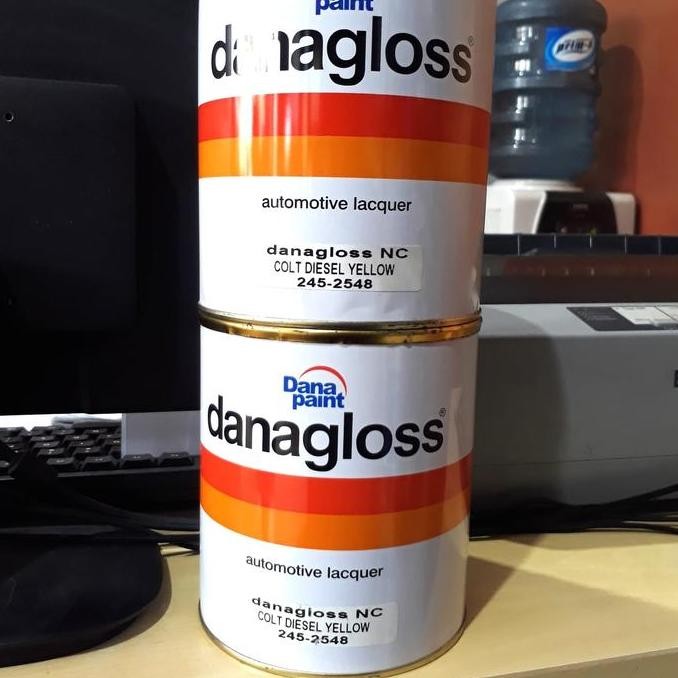 paint
danagloss®
automotive lacquer
danagloss NC
COLT DIESEL YELLOW
245-2548
Dana
paint
danagloss®
automotive lacquer
danagloss NC
COLT DIESEL YELLOW
245-2548